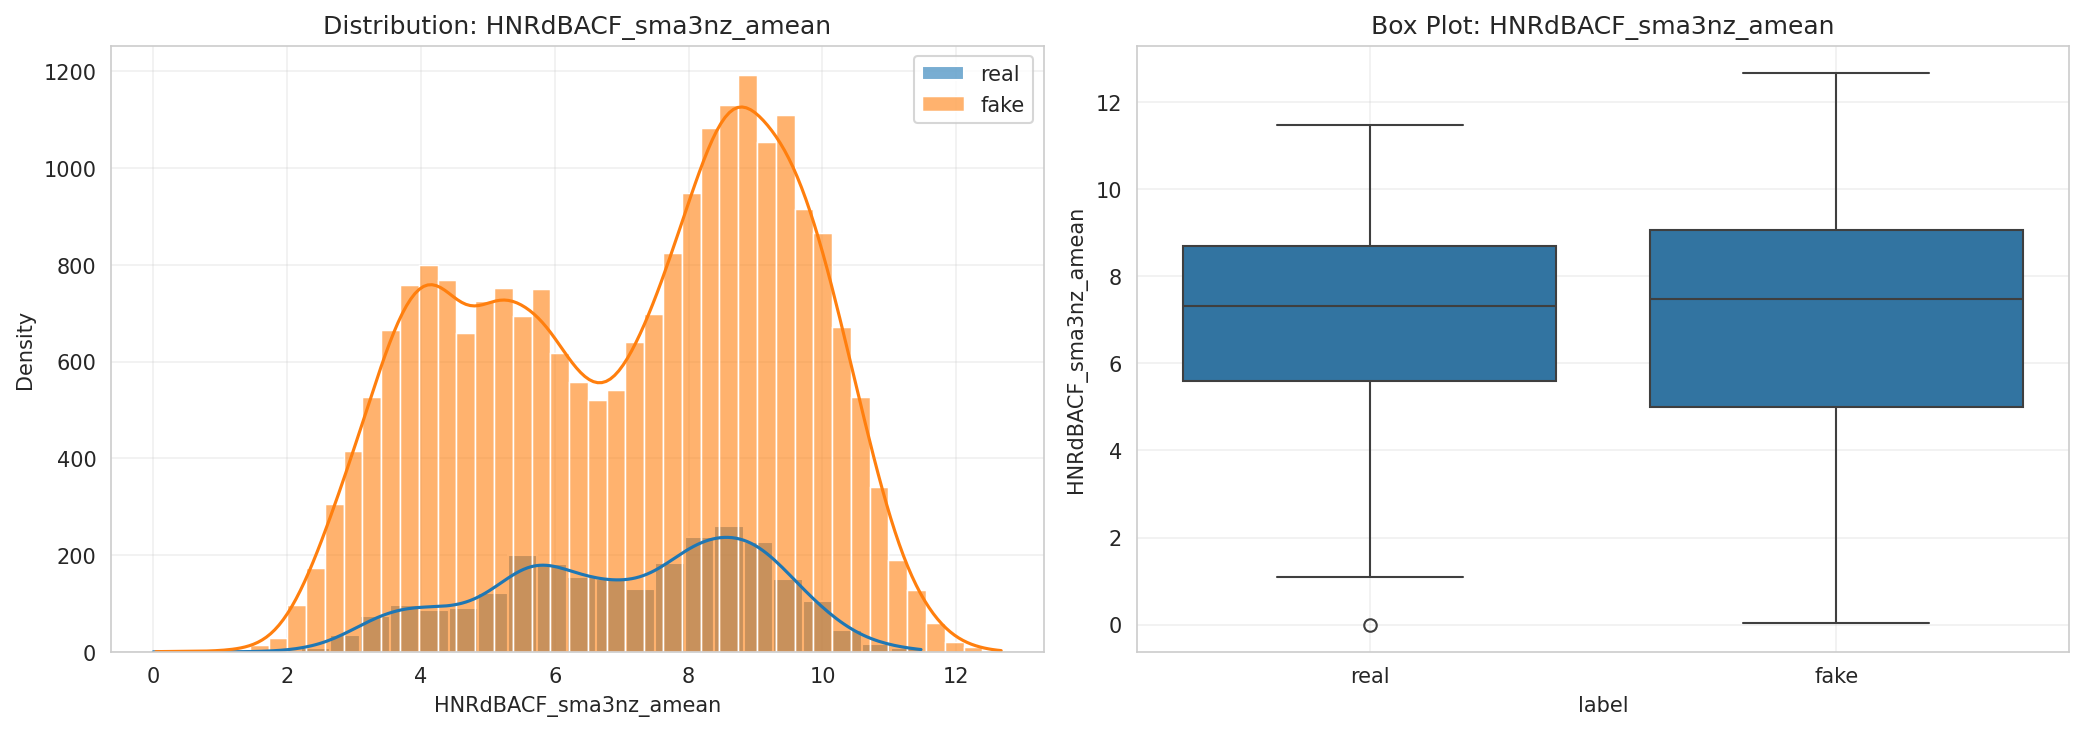 Distribution: HNRdBACF_sma3nz_amean
real
fake
Density
1200
1000
800
600
400
200
0
0 2 4 6 8 10 12
HNRdBACF_sma3nz_amean
Box Plot: HNRdBACF_sma3nz_amean
HNRdBACF_sma3nz_amean
12
10
8
6
4
2
0
real fake
label